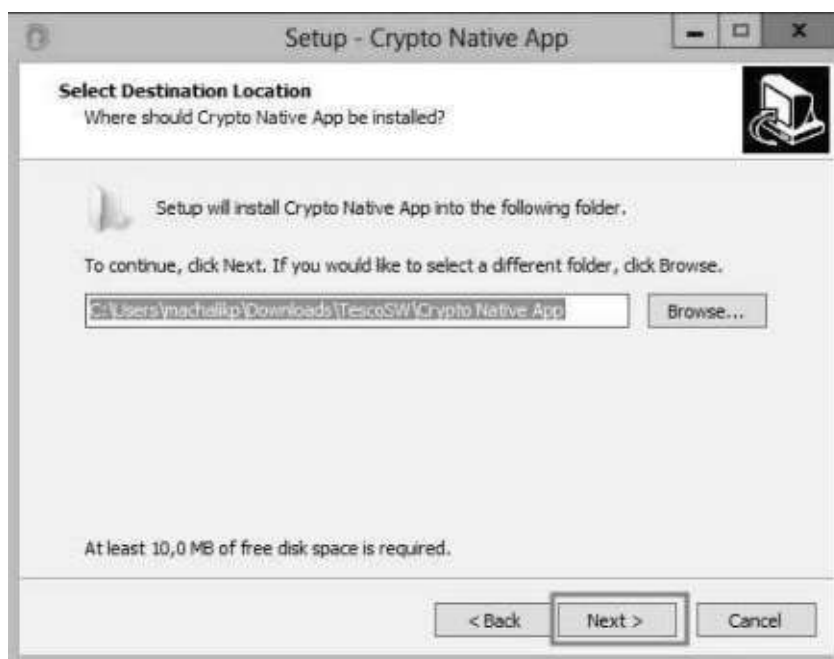 Setup - Crypto Native App
Select Destination Location
Where should Crypto Native App be installed?
Setup will install Crypto Native App into the following folder.
To continue, click Next. If you would like to select a different folder, click Browse.
C:\Users\machalikp\Downloads\TescoSW\Crypto Native App
Browse...
At least 10,0 MB of free disk space is required.
< Back
Next >
Cancel